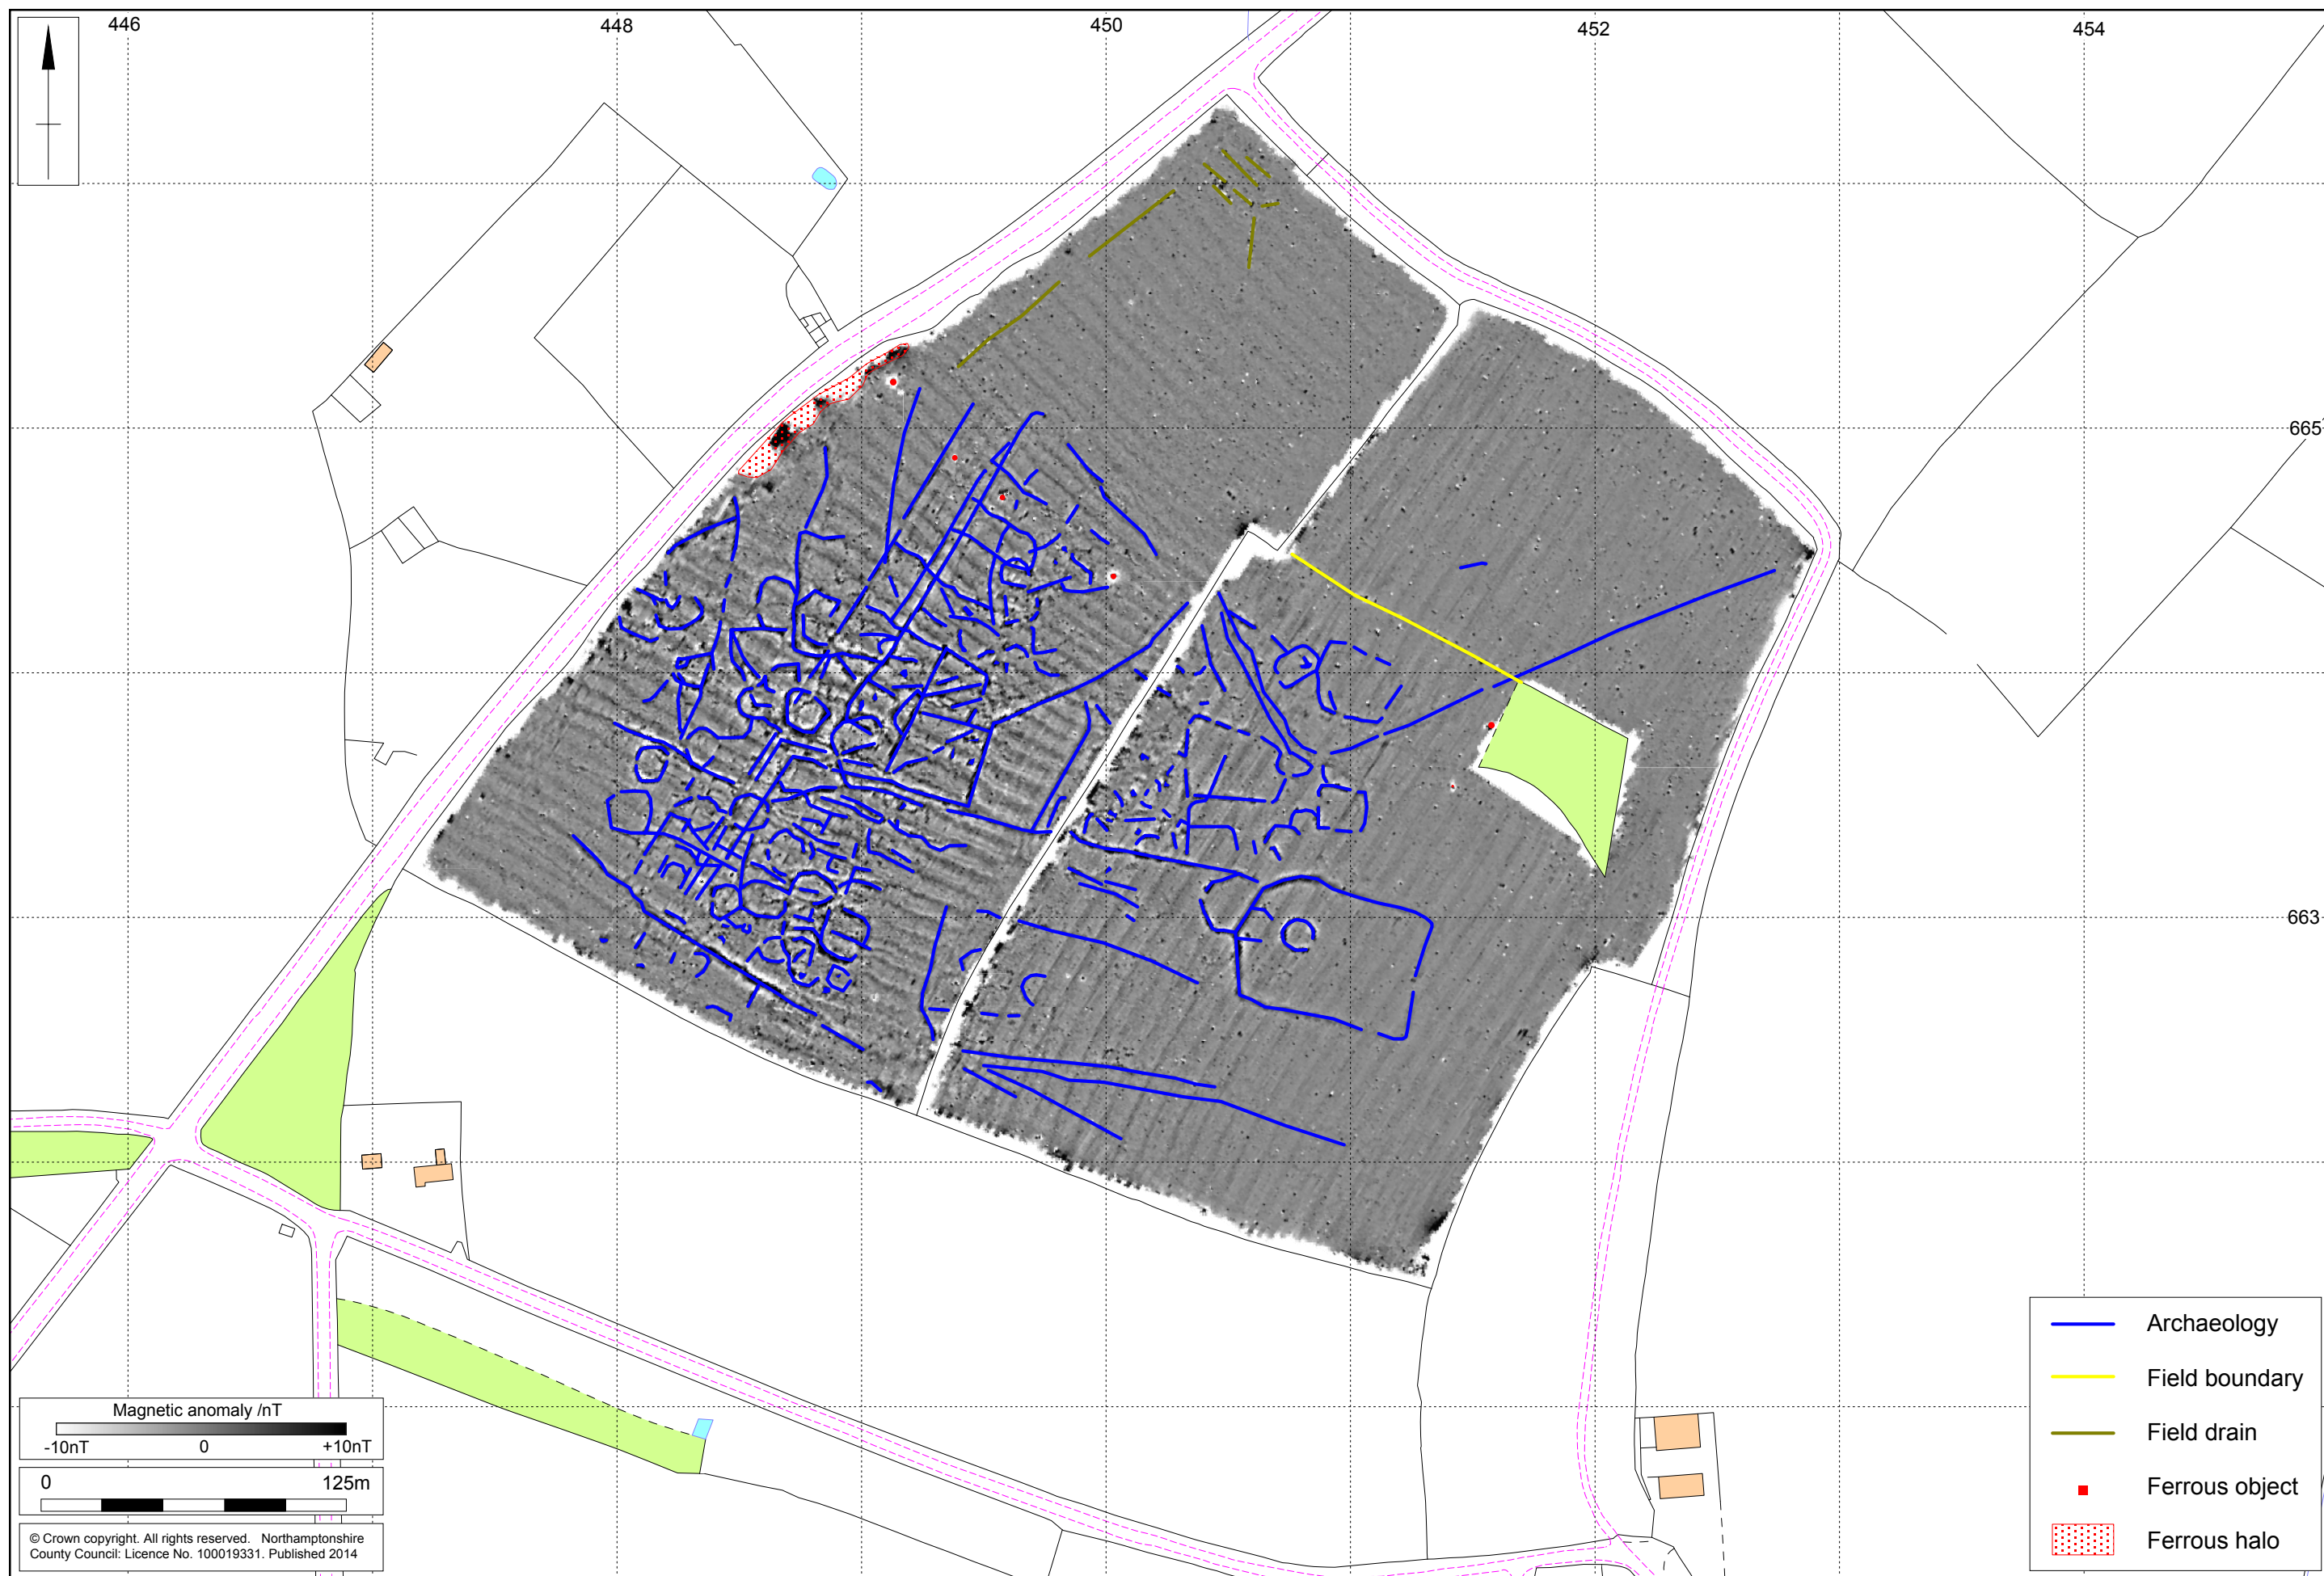 446
448
450
452
454
665
663
Archaeology
Field boundary
Field drain
Ferrous object
Ferrous halo
Magnetic anomaly /nT
-10nT 0 +10nT
0 125m
© Crown copyright. All rights reserved. Northamptonshire
County Council: Licence No. 100019331. Published 2014